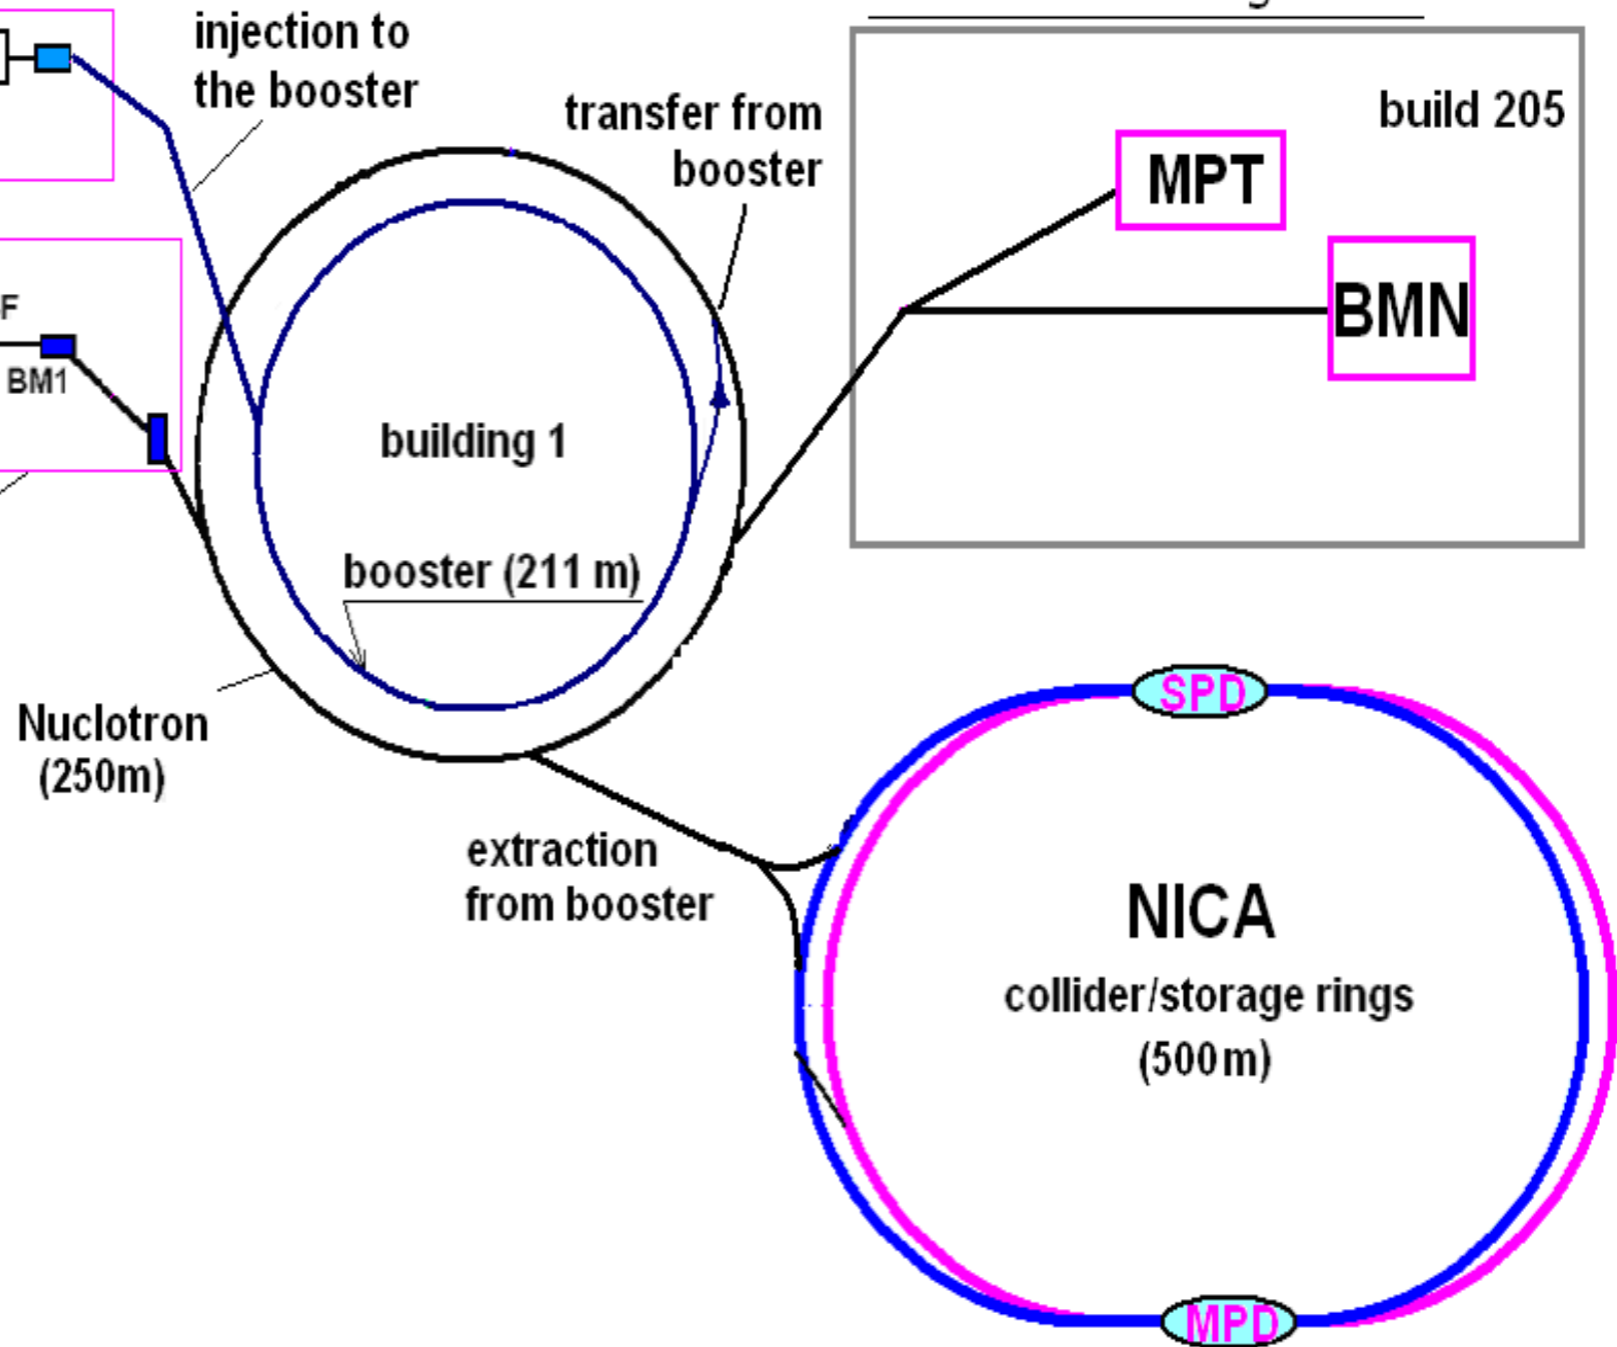 injection to
the booster
transfer from
booster
build 205
MPT
BMN
F
BM1
building 1
booster (211 m)
Nuclotron
(250m)
extraction
from booster
SPD
NICA
collider/storage rings
(500m)
MPD